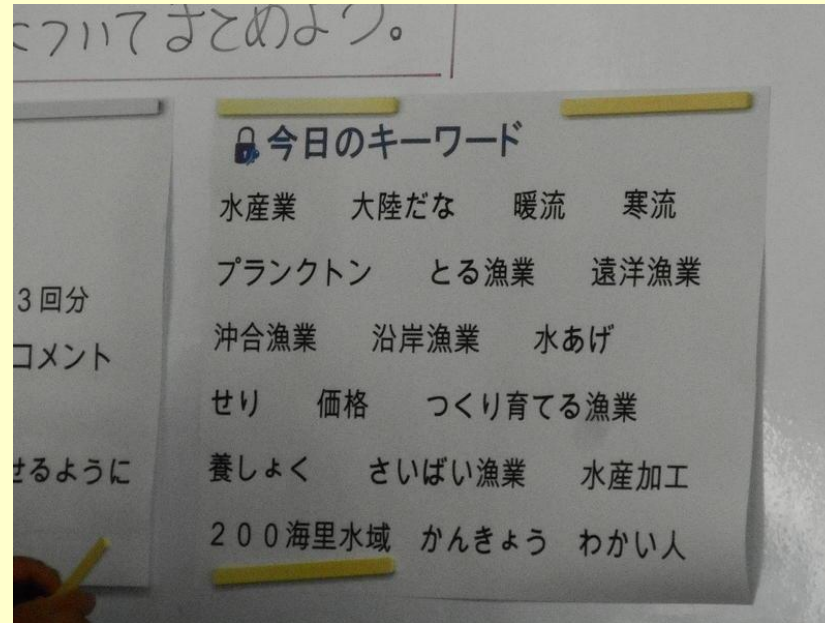 についてまとめよう。
今日のキーワード
水産業 大陸だな 暖流 寒流
プランクトン とる漁業 遠洋漁業
沖合漁業 沿岸漁業 水あげ
せり 価格 つくり育てる漁業
養しょく さいばい漁業 水産加工
200海里水域 かんきょう わかい人
3回分
コメント
せるように